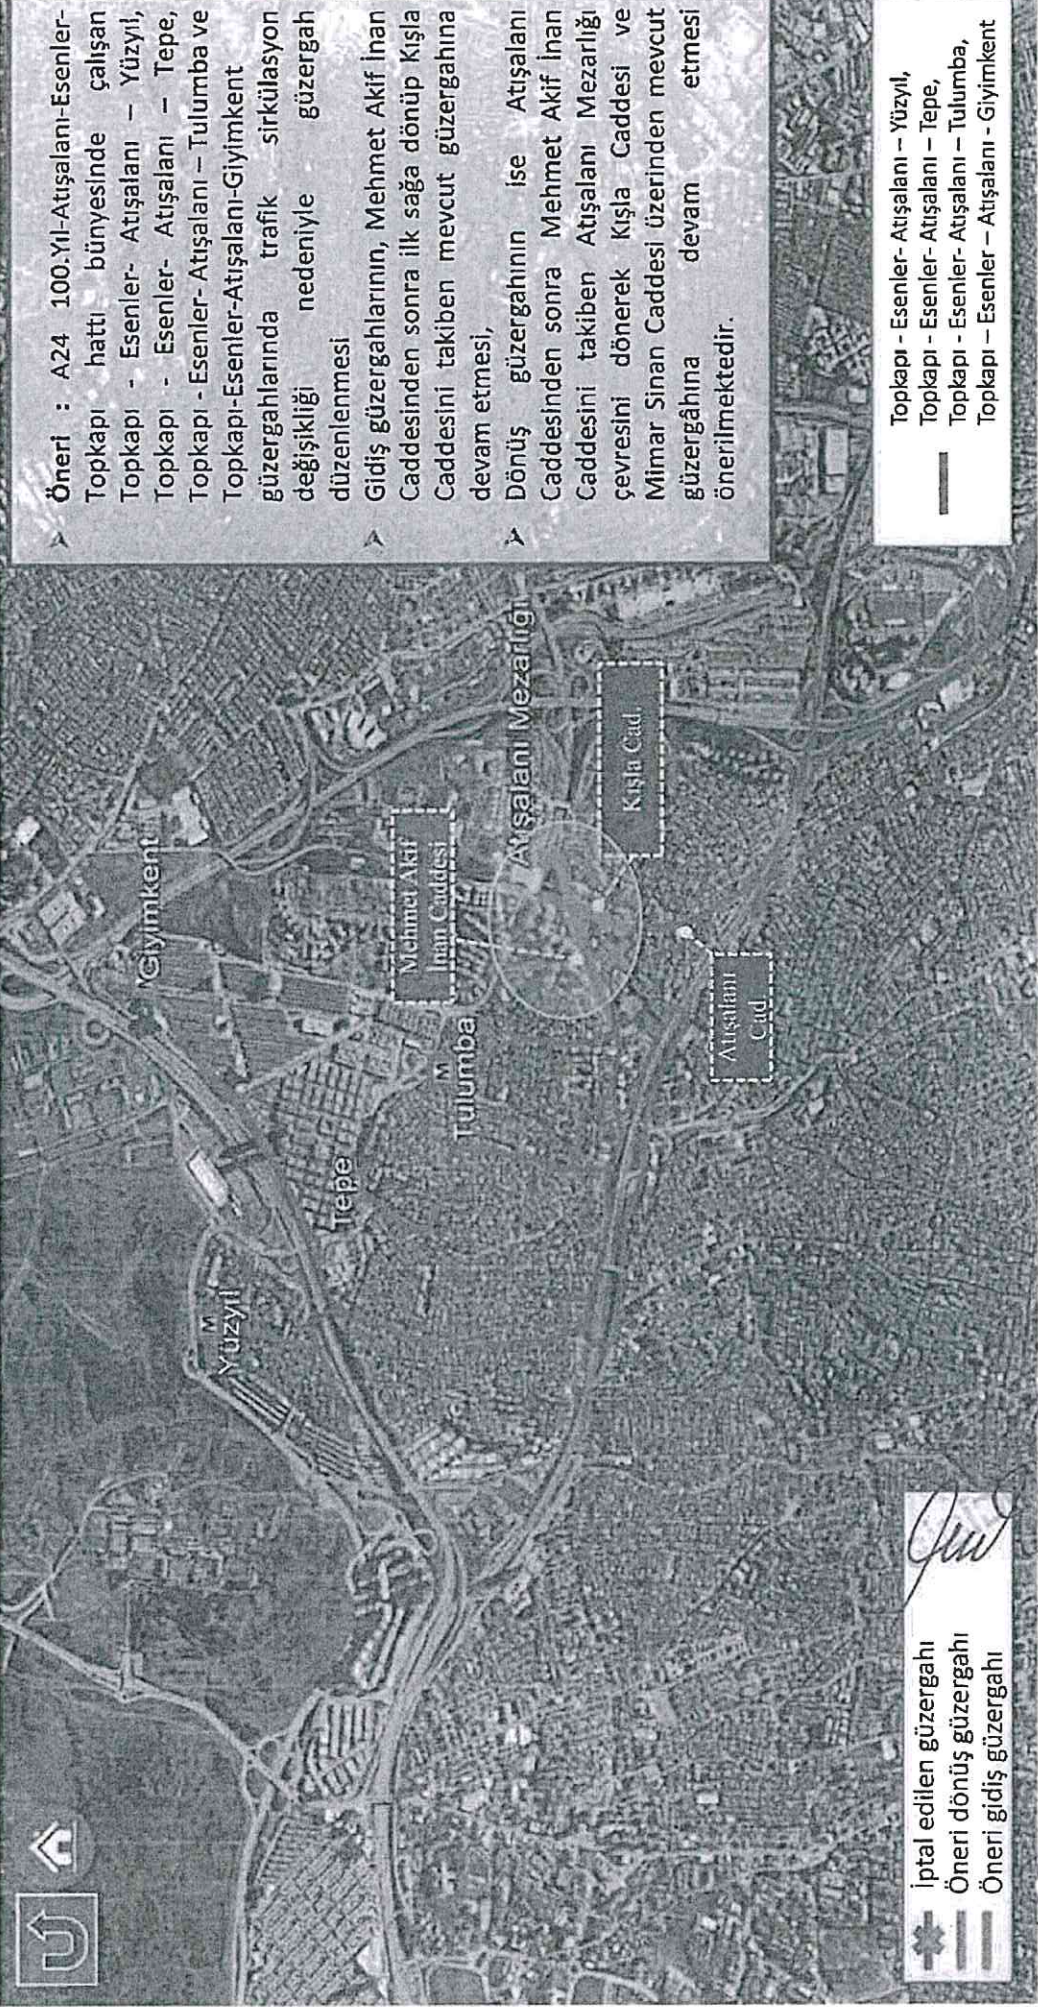 Öneri : A24 100.Yıl-Atışalanı-Esenler-
Topkapı hattı bünyesinde çalışan
Topkapı - Esenler- Atışalanı – Yüzyıl,
Topkapı - Esenler- Atışalanı – Tepe,
Topkapı - Esenler- Atışalanı – Tulumba ve
Topkapı-Esenler-Atışalanı-Giyimkent
güzergahlarında trafik sirkülasyon
değişikliği nedeniyle güzergah
düzenlenmesi
Gidiş güzergahlarının, Mehmet Akif İnan
Caddesinden sonra ilk sağa dönüp Kışla
Caddesini takiben mevcut güzergahına
devam etmesi,
Dönüş güzergahının ise Atışalanı
Caddesinden sonra Mehmet Akif İnan
Caddesini takiben Atışalanı Mezarlığı
çevresini dönerek Kışla Caddesi ve
Mimar Sinan Caddesi üzerinden mevcut
güzergâhına devam etmesi
önerilmektedir.
Giyimkent
M
Yüzyıl
Tepe
M
Tulumba
Mehmet Akif
İnan Caddesi
Atışalanı Mezarlığı
Kışla Cad.
Atışalanı
Cad
İptal edilen güzergahı
Öneri dönüş güzergahı
Öneri gidiş güzergahı
Topkapı - Esenler- Atışalanı – Yüzyıl,
Topkapı - Esenler- Atışalanı – Tepe,
Topkapı - Esenler- Atışalanı – Tulumba,
Topkapı – Esenler – Atışalanı - Giyimkent